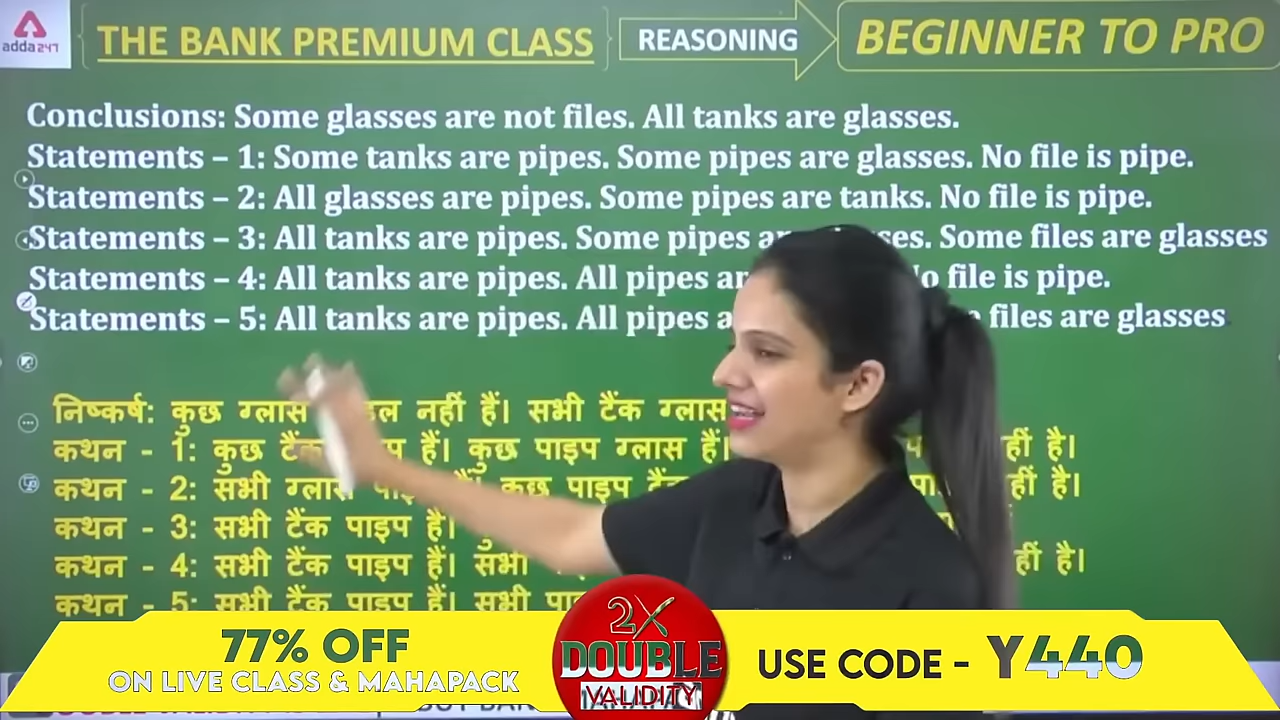 adda247
THE BANK PREMIUM CLASS
REASONING
BEGINNER TO PRO
Conclusions: Some glasses are not files. All tanks are glasses.
Statements – 1: Some tanks are pipes. Some pipes are glasses. No file is pipe.
Statements – 2: All glasses are pipes. Some pipes are tanks. No file is pipe.
Statements – 3: All tanks are pipes. Some pipes Some files are glasses
Statements – 4: All tanks are pipes. All pipes file is pipe.
Statements – 5: All tanks are pipes. All pipes files are glasses
निष्कर्ष: कुछ ग्लास नहीं हैं। सभी टैंक ग्लास
कथन - 1: कुछ हैं। कुछ पाइप ग्लास हैं। है।
कथन - 2: सभी कुछ पाइप है।
कथन - 3: सभी टैंक पाइप हैं।
कथन - 4: सभी टैंक पाइप हैं। सभी है।
कथन - 5: सभी टैंक पाइप हैं। सभी
77% OFF
ON LIVE CLASS & MAHAPACK
2X
DOUBLE
VALIDITY
USE CODE - Y440